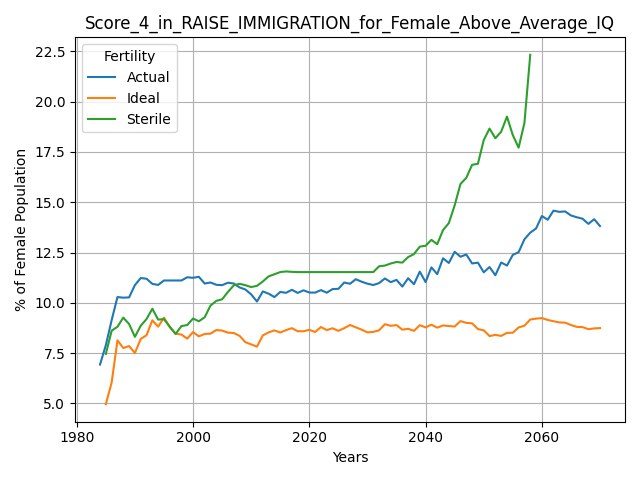 Score_4_in_RAISE_IMMIGRATION_for_Female_Above_Average_IQ
Fertility
Actual
Ideal
Sterile
% of Female Population
22.5
20.0
17.5
15.0
12.5
10.0
7.5
5.0
1980
2000
2020
2040
2060
Years